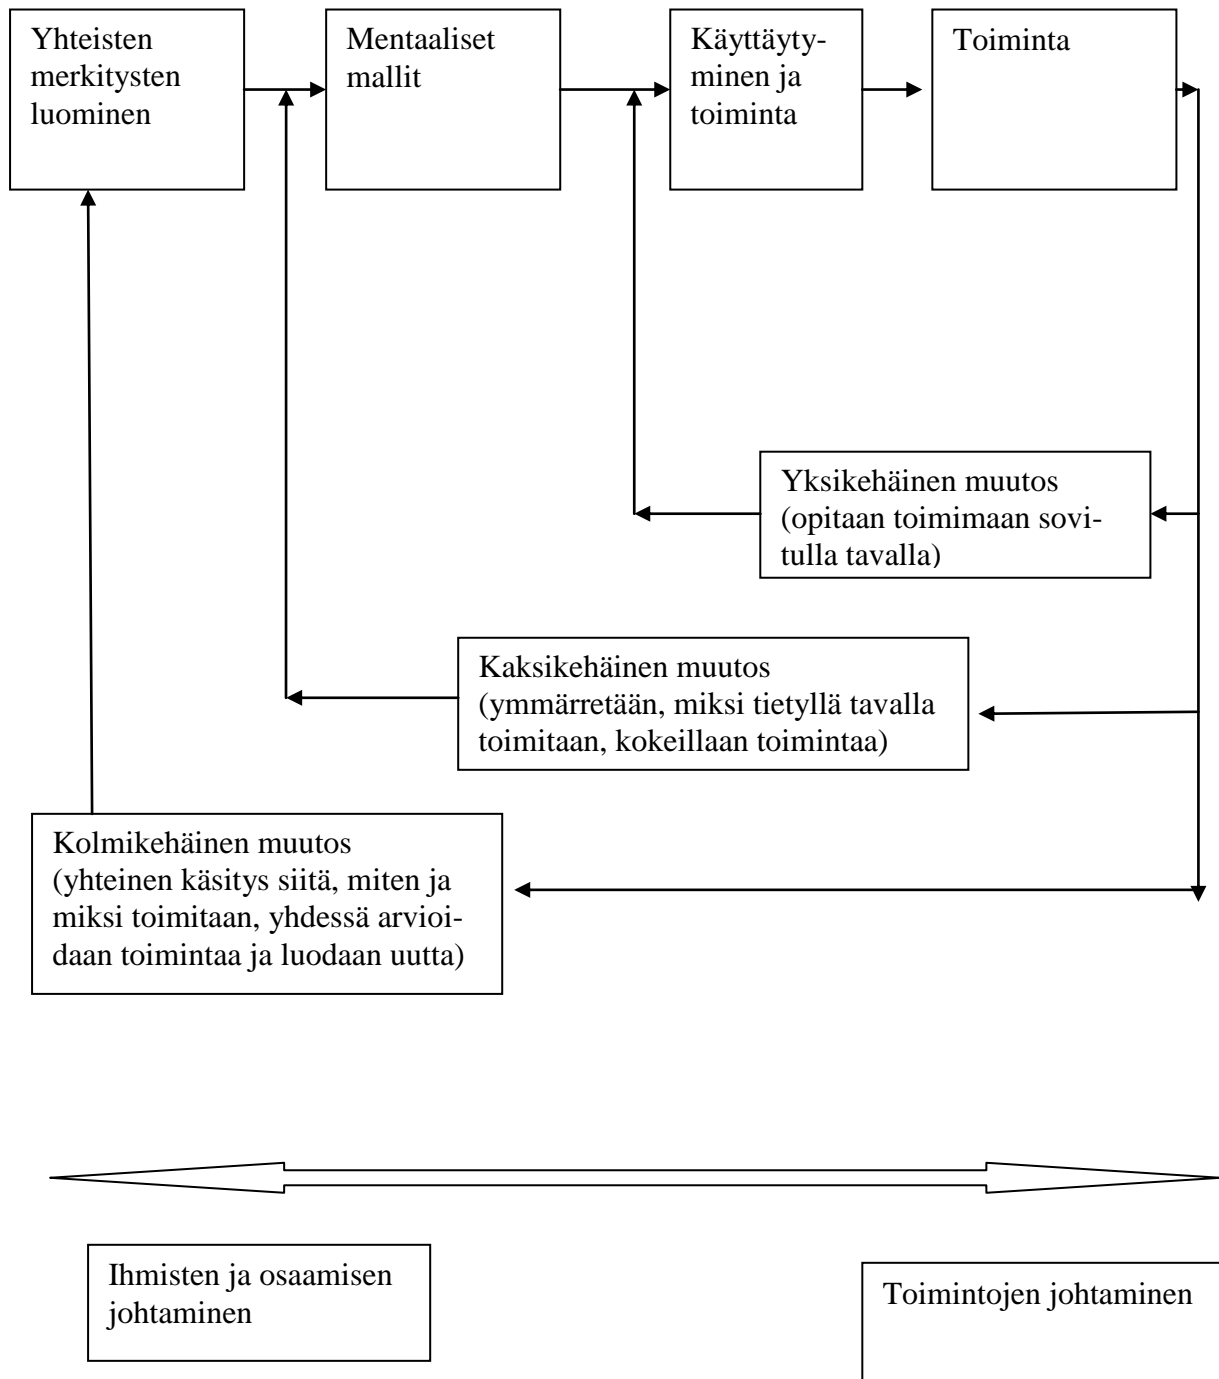 Yhteisten
merkitysten
luominen
Mentaaliset
mallit
Käyttäyty-
minen ja
toiminta
Toiminta
Yksikehäinen muutos
(opitaan toimimaan sovi-
tulla tavalla)
Kaksikehäinen muutos
(ymmärretään, miksi tietyllä tavalla
toimitaan, kokeillaan toimintaa)
Kolmikehäinen muutos
(yhteinen käsitys siitä, miten ja
miksi toimitaan, yhdessä arvioi-
daan toimintaa ja luodaan uutta)
Ihmisten ja osaamisen
johtaminen
Toimintojen johtaminen